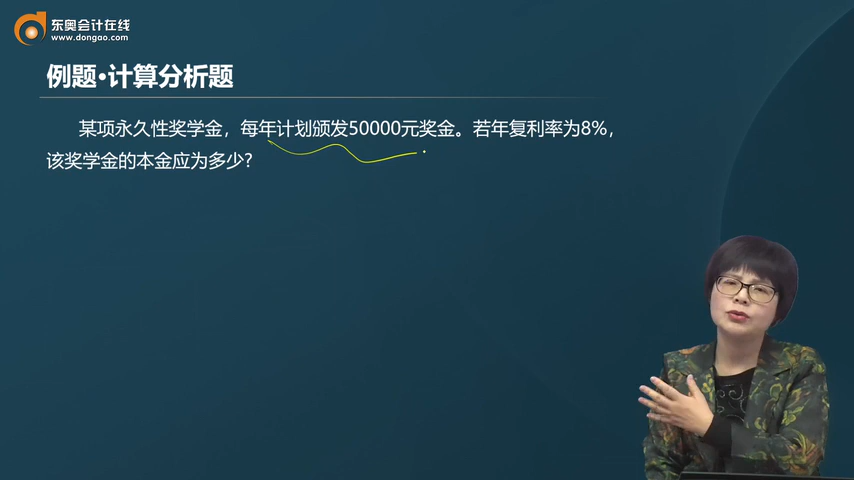 东奥会计在线
www.dongao.com
例题·计算分析题
某项永久性奖学金，每年计划颁发50000元奖金。若年复利率为8%，
该奖学金的本金应为多少?